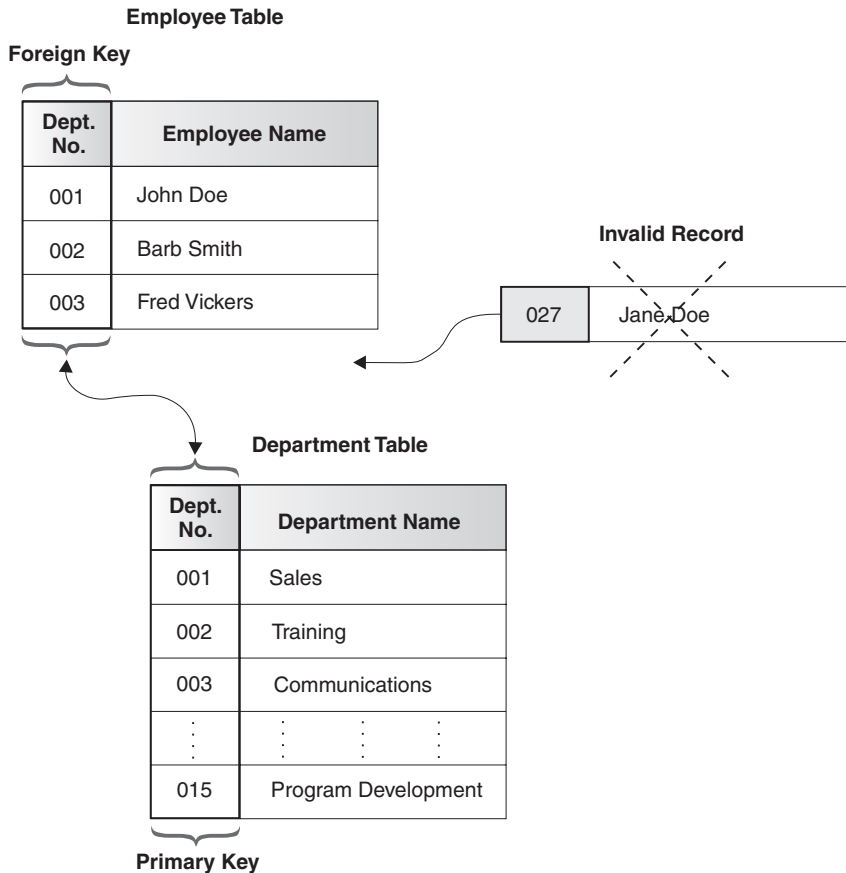 Employee Table
Foreign Key
Dept. No.
Employee Name
001 John Doe
002 Barb Smith
003 Fred Vickers
Invalid Record
027 Jane Doe
Department Table
Dept. No.
Department Name
001 Sales
002 Training
003 Communications
015 Program Development
Primary Key